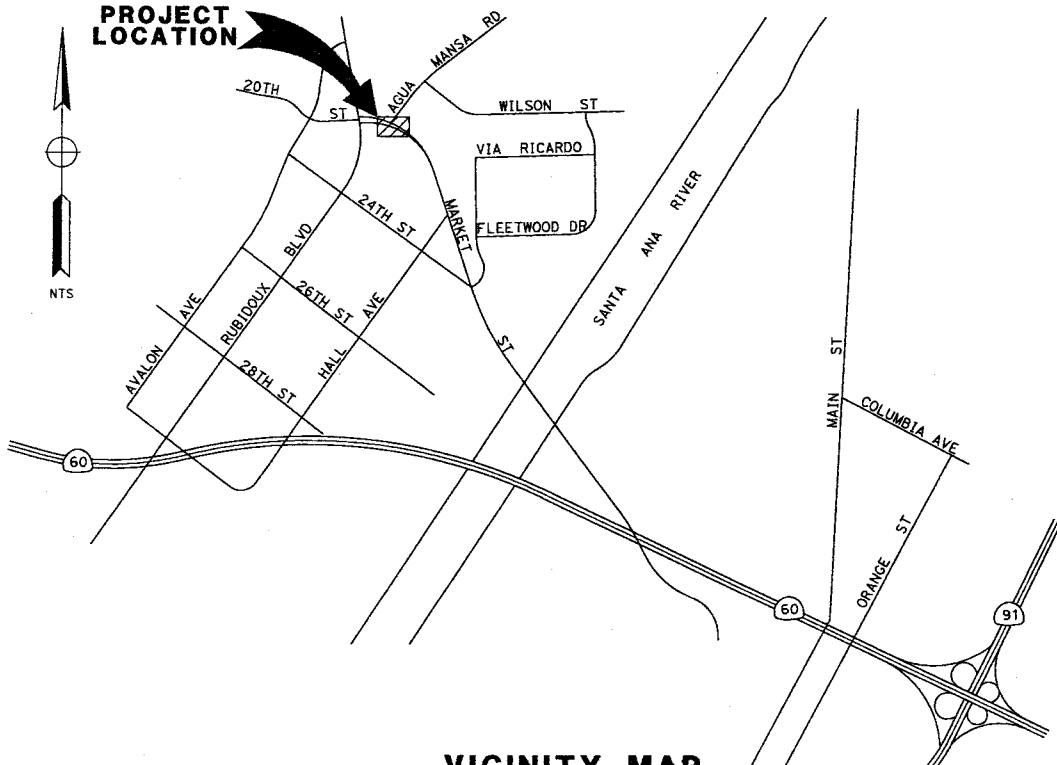 PROJECT
LOCATION
AGUA MANSA RD
20TH ST
WILSON ST
VIA RICARDO
24TH ST
MARKET ST
FLEETWOOD DR
SANTA ANA RIVER
NTS
RUBIDOUX BLVD
26TH ST
HALL AVE
AVALON AVE
28TH ST
MAIN ST
COLUMBIA AVE
60
ORANGE ST
60
91
VICINITY MAP